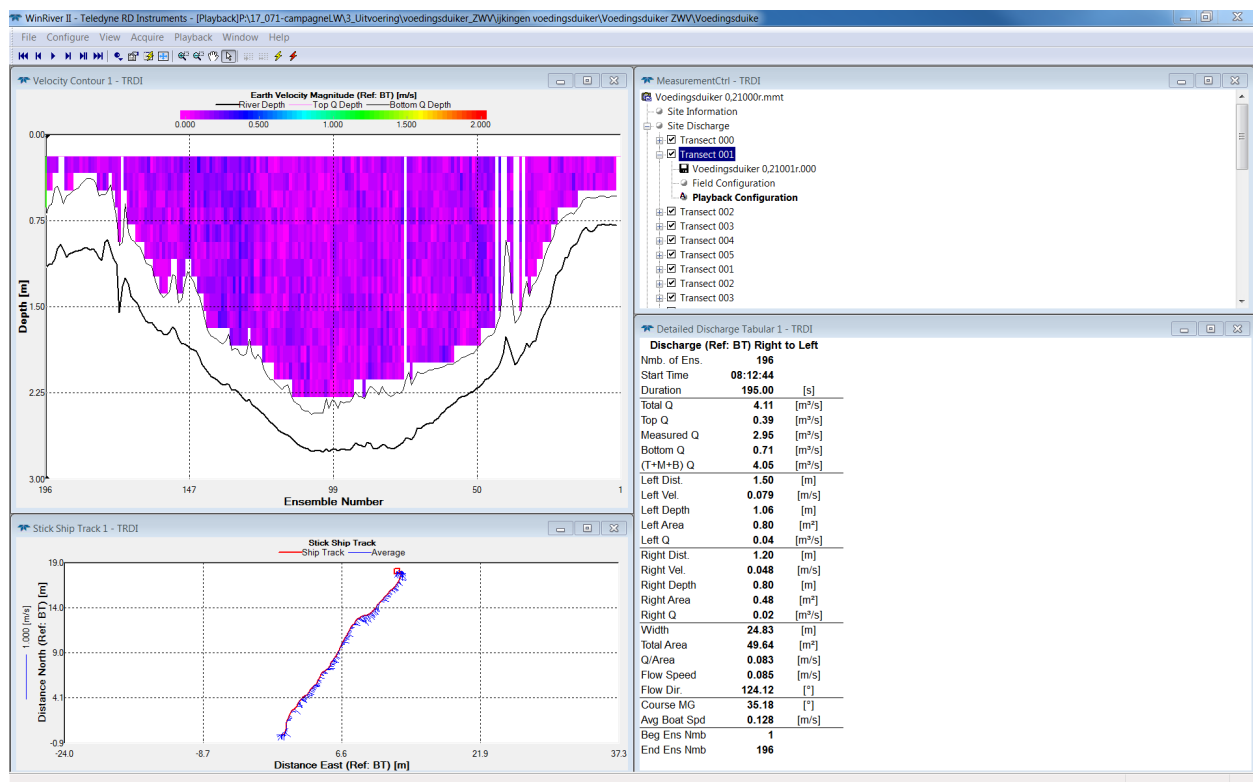 WinRiver II - Teledyne RD Instruments - [Playback]P:\17_071-campagneLW\3_Uitvoering\voedingsduiker_ZWV\ijkingen voedingsduiker\Voedingsduiker ZWV\Voedingsduike
File Configure View Acquire Playback Window Help
Velocity Contour 1 - TRDI
Earth Velocity Magnitude (Ref: BT) [m/s]
River Depth Top Q Depth Bottom Q Depth
0.000 0.500 1.000 1.500 2.000
0.00
0.75
1.50
2.25
3.00
Depth [m]
196 147 99 50 1
Ensemble Number
Stick Ship Track 1 - TRDI
Stick Ship Track
Ship Track Average
19.0
14.0
9.0
4.1
-0.9
1.000 [m/s]
Distance North (Ref: BT) [m]
-24.0 -8.7 6.6 21.9 37.3
Distance East (Ref: BT) [m]
MeasurementCtrl - TRDI
Voedingsduiker 0,21000r.mmt
Site Information
Site Discharge
Transect 000
Transect 001
Voedingsduiker 0,21001r.000
Field Configuration
Playback Configuration
Transect 002
Transect 003
Transect 004
Transect 005
Transect 001
Transect 002
Transect 003
Detailed Discharge Tabular 1 - TRDI
Discharge (Ref: BT) Right to Left
Nmb. of Ens. 196
Start Time 08:12:44
Duration 195.00 [s]
Total Q 4.11 [m³/s]
Top Q 0.39 [m³/s]
Measured Q 2.95 [m³/s]
Bottom Q 0.71 [m³/s]
(T+M+B) Q 4.05 [m³/s]
Left Dist. 1.50 [m]
Left Vel. 0.079 [m/s]
Left Depth 1.06 [m]
Left Area 0.80 [m²]
Left Q 0.04 [m³/s]
Right Dist. 1.20 [m]
Right Vel. 0.048 [m/s]
Right Depth 0.80 [m]
Right Area 0.48 [m²]
Right Q 0.02 [m³/s]
Width 24.83 [m]
Total Area 49.64 [m²]
Q/Area 0.083 [m/s]
Flow Speed 0.085 [m/s]
Flow Dir. 124.12 [°]
Course MG 35.18 [°]
Avg Boat Spd 0.128 [m/s]
Beg Ens Nmb 1
End Ens Nmb 196